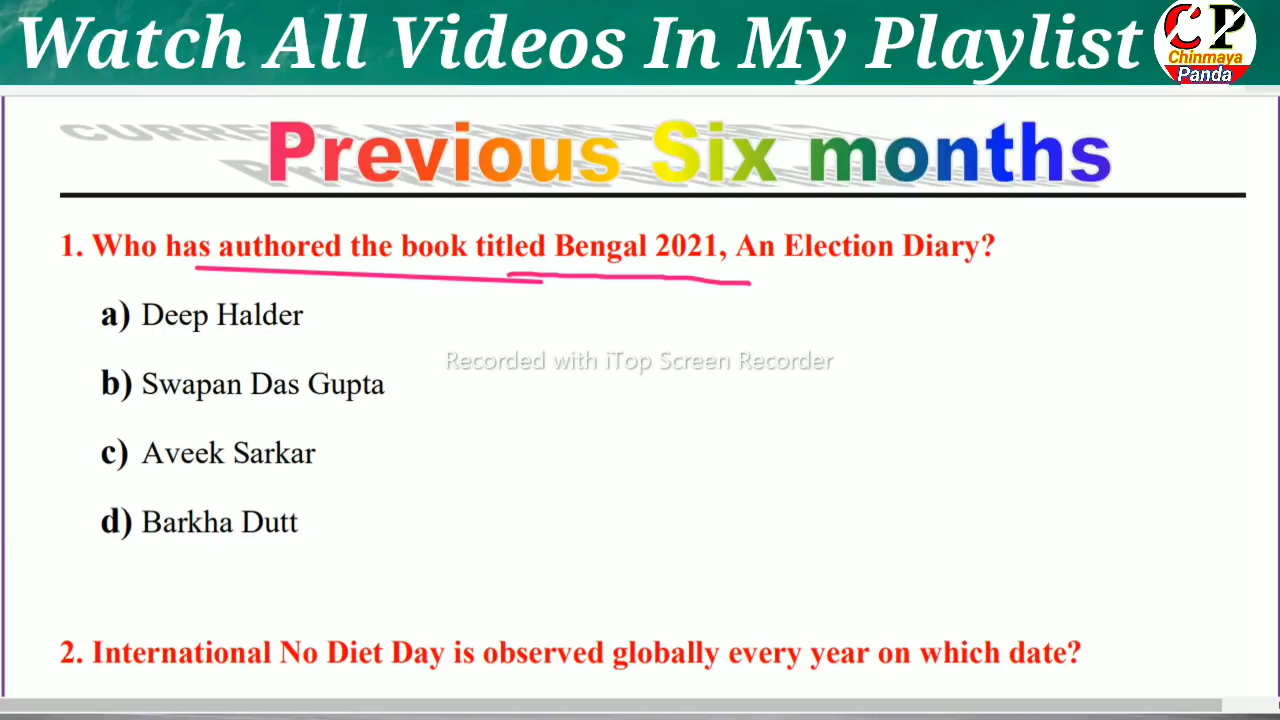 Watch All Videos In My Playlist
CP
Chinmaya
Panda
Previous Six months
1. Who has authored the book titled Bengal 2021, An Election Diary?
a) Deep Halder
Recorded with iTop Screen Recorder
b) Swapan Das Gupta
c) Aveek Sarkar
d) Barkha Dutt
2. International No Diet Day is observed globally every year on which date?